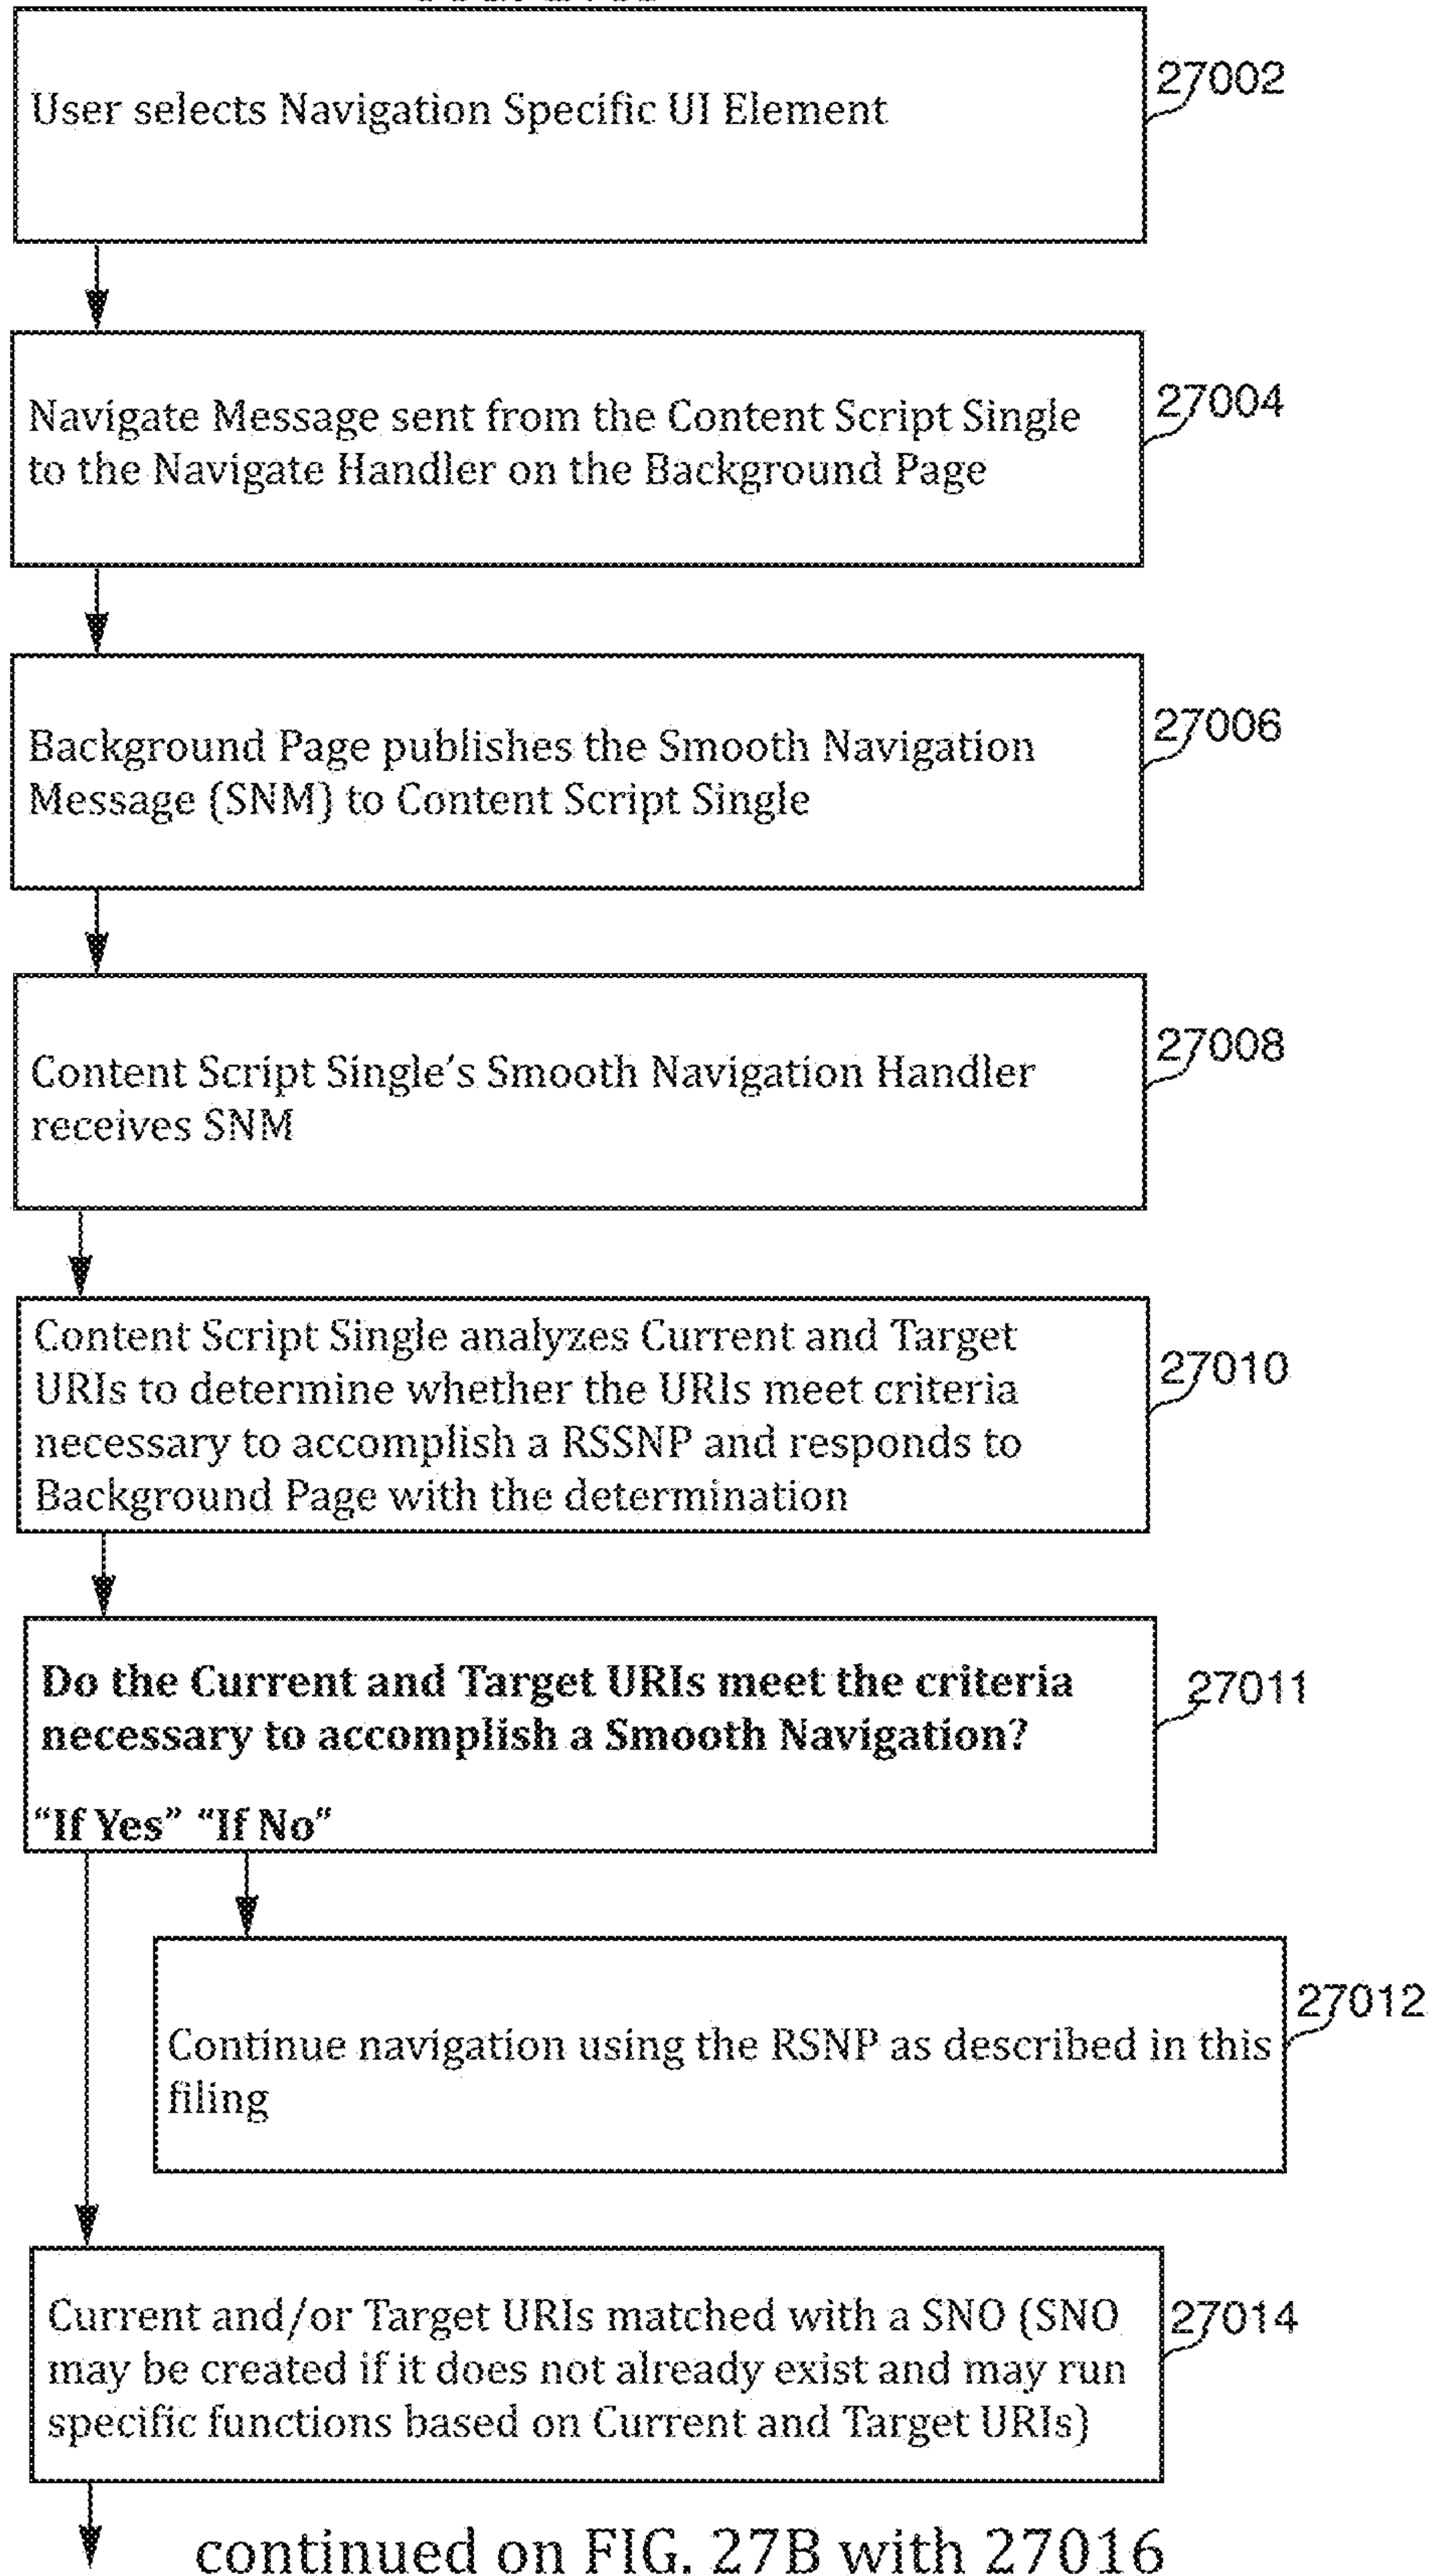 User selects Navigation Specific UI Element
27002
Navigate Message sent from the Content Script Single
to the Navigate Handler on the Background Page
27004
Background Page publishes the Smooth Navigation
Message (SNM) to Content Script Single
27006
Content Script Single's Smooth Navigation Handler
receives SNM
27008
Content Script Single analyzes Current and Target
URIs to determine whether the URIs meet criteria
necessary to accomplish a RSSNP and responds to
Background Page with the determination
27010
Do the Current and Target URIs meet the criteria
necessary to accomplish a Smooth Navigation?
“If Yes” “If No“
27011
Continue navigation using the RSNP as described in this
filing
27012
Current and/or Target URIs matched with a SNO (SNO
may be created if it does not already exist and may run
specific functions based on Current and Target URIs)
27014
continued on FIG. 27B with 27016